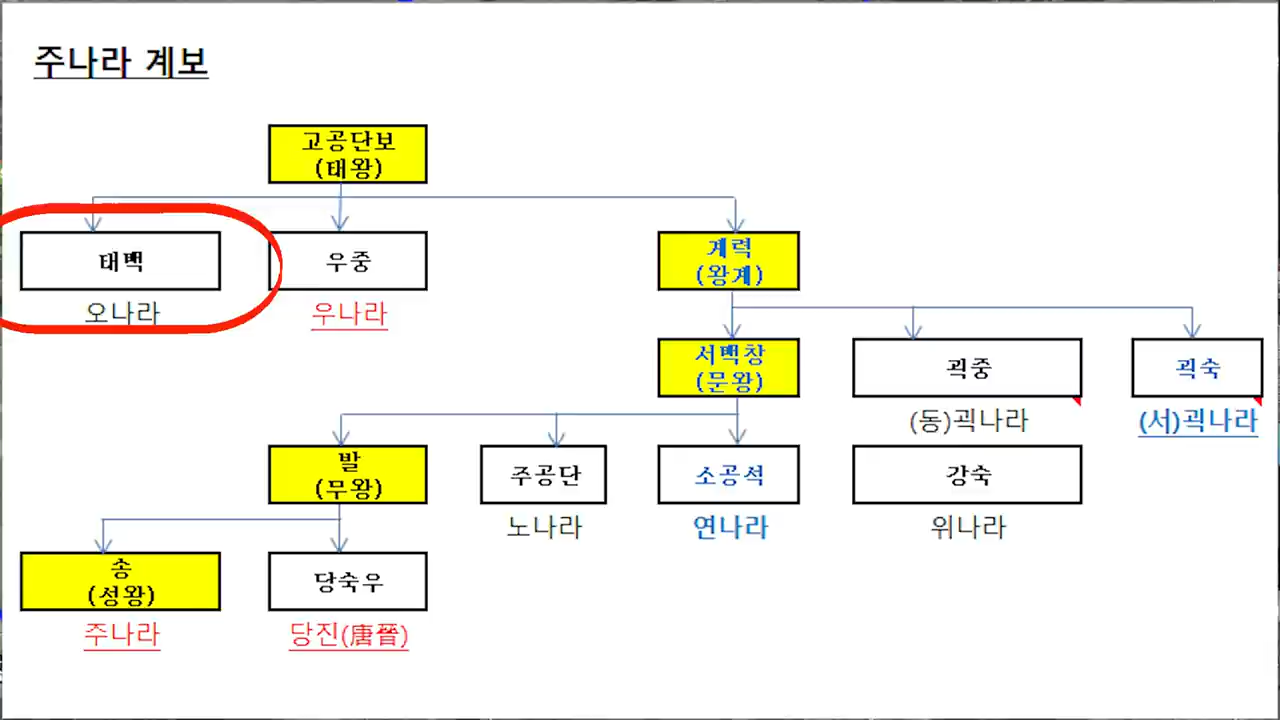 주나라 계보
고공단보
(태왕)
태백
우중
계력
(왕계)
오나라
우나라
서백창
(문왕)
괵중
괵숙
(동)괵나라
(서)괵나라
발
(무왕)
주공단
소공석
강숙
노나라
연나라
위나라
송
(성왕)
당숙우
주나라
당진(唐晉)